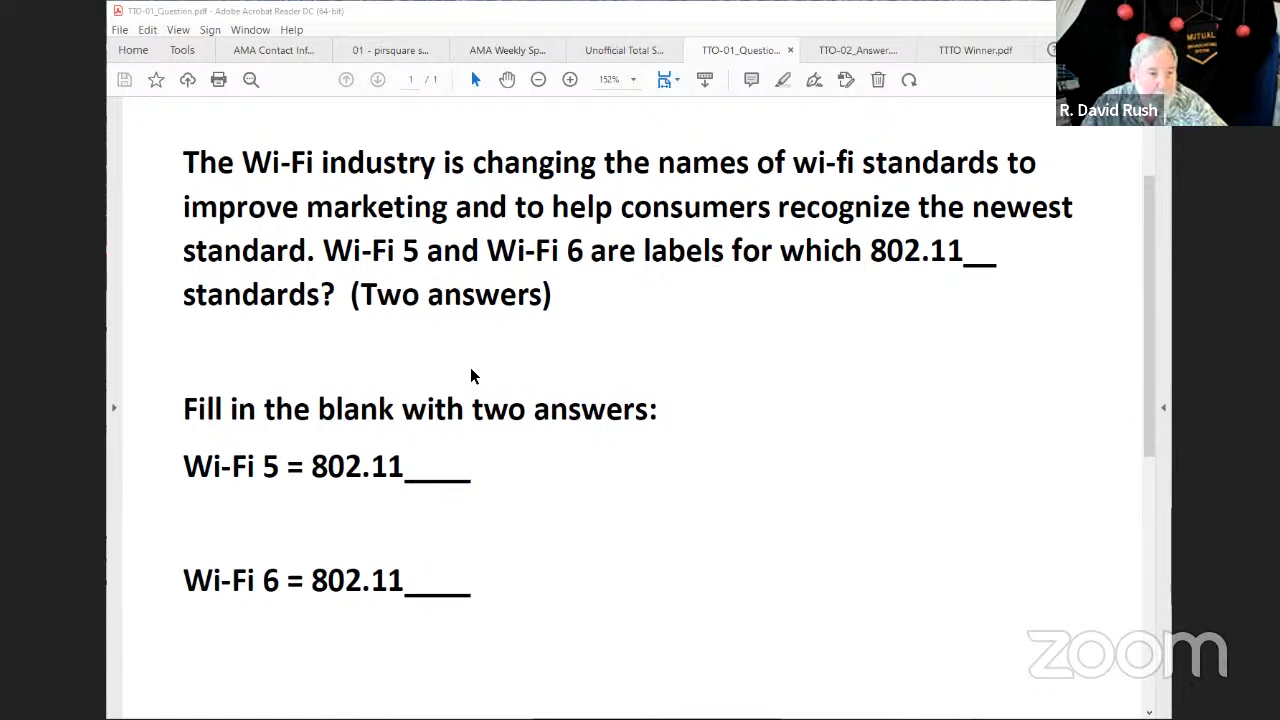 TTO-01_Question.pdf - Adobe Acrobat Reader DC (64-bit)
File Edit View Sign Window Help
Home Tools AMA Contact Inf... 01 - pirsquare s... AMA Weekly Sp... Unofficial Total S... TTO-01_Questio... × TTO-02_Answer.... TTTO Winner.pdf
1 / 1 152%
MUTUAL
BROADCASTING
SYSTEM
R. David Rush
The Wi-Fi industry is changing the names of wi-fi standards to
improve marketing and to help consumers recognize the newest
standard. Wi-Fi 5 and Wi-Fi 6 are labels for which 802.11__
standards? (Two answers)
Fill in the blank with two answers:
Wi-Fi 5 = 802.11____
Wi-Fi 6 = 802.11____
zoom